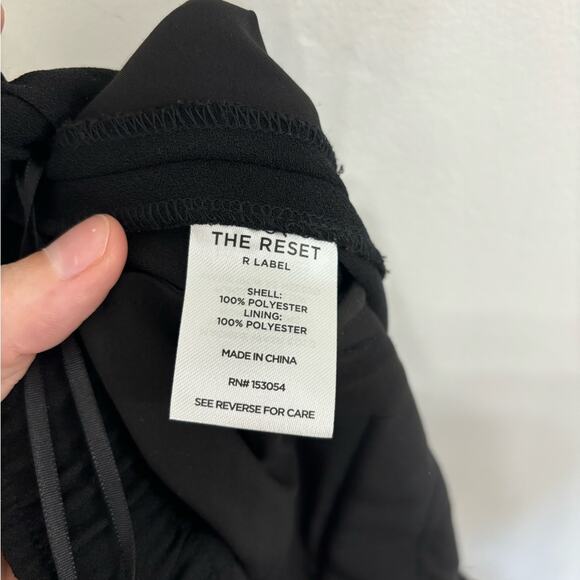 THE RESET
R LABEL
SHELL:
100% POLYESTER
LINING:
100% POLYESTER
MADE IN CHINA
RN# 153054
SEE REVERSE FOR CARE